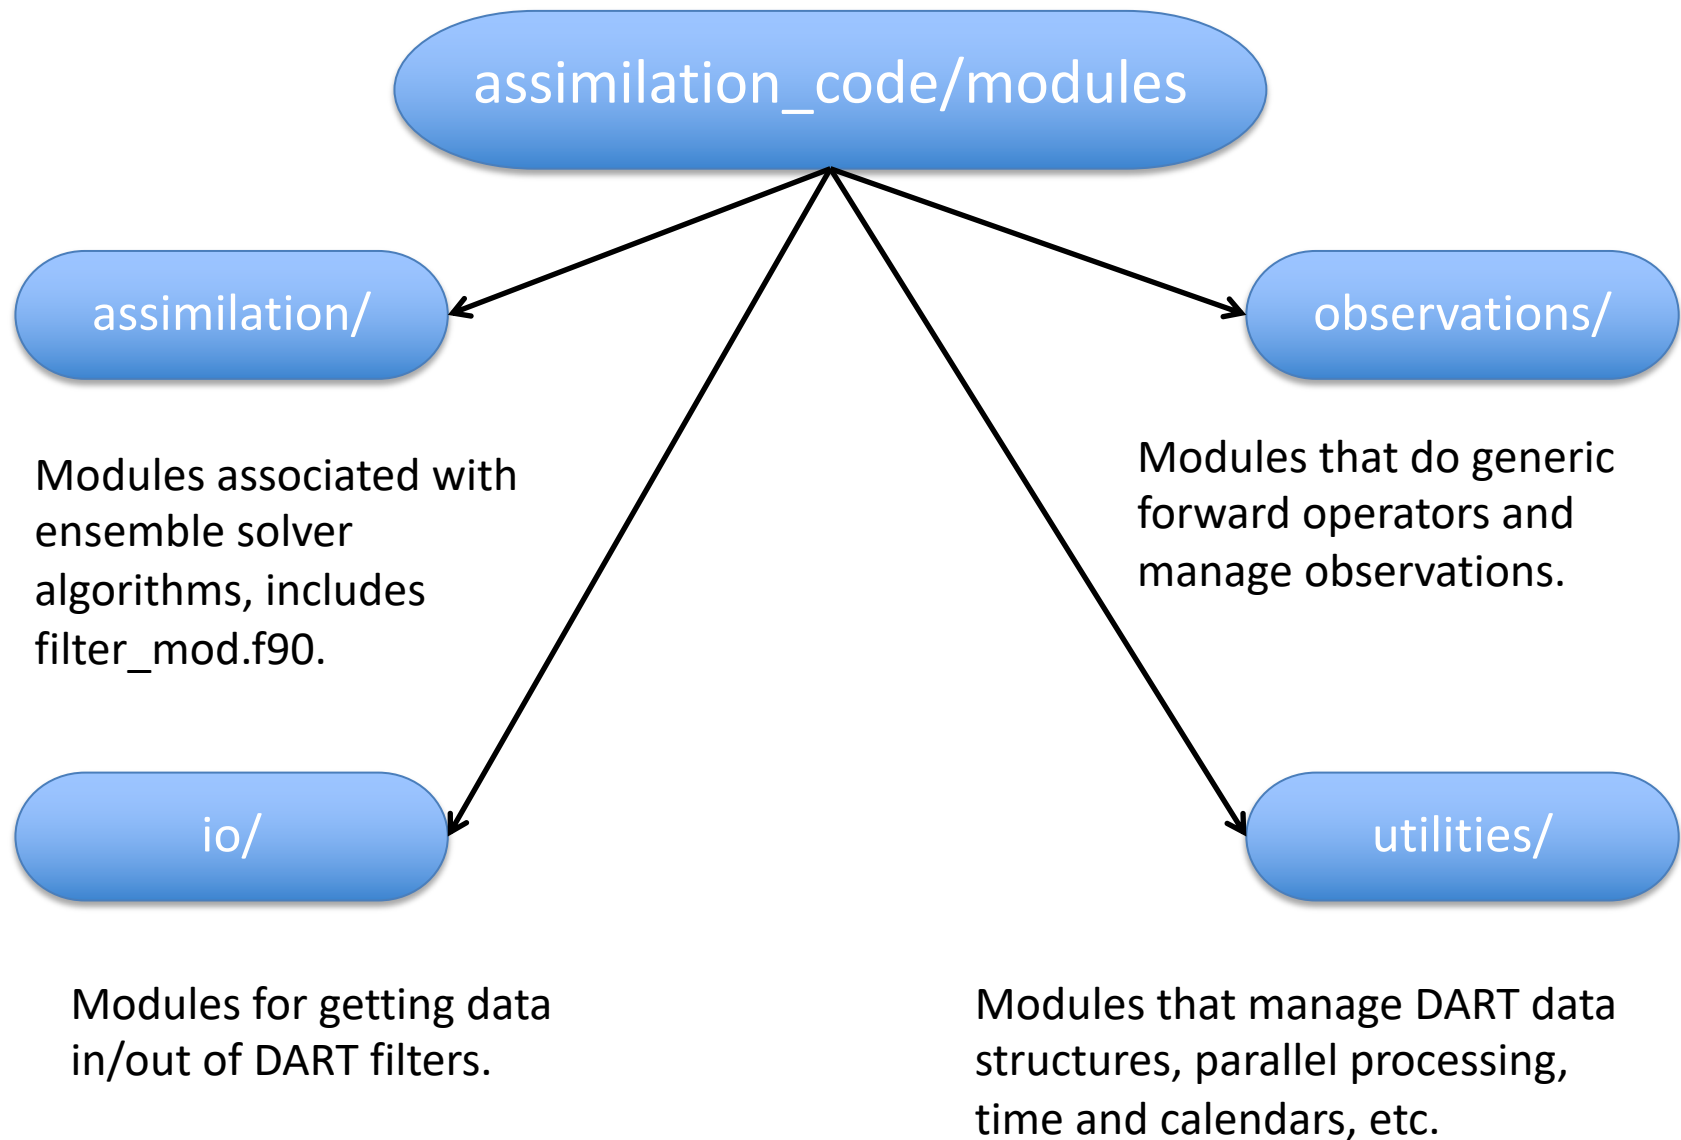 assimilation_code/modules
assimilation/
observations/
Modules associated with
ensemble solver
algorithms, includes
filter_mod.f90.
Modules that do generic
forward operators and
manage observations.
io/
utilities/
Modules for getting data
in/out of DART filters.
Modules that manage DART data
structures, parallel processing,
time and calendars, etc.